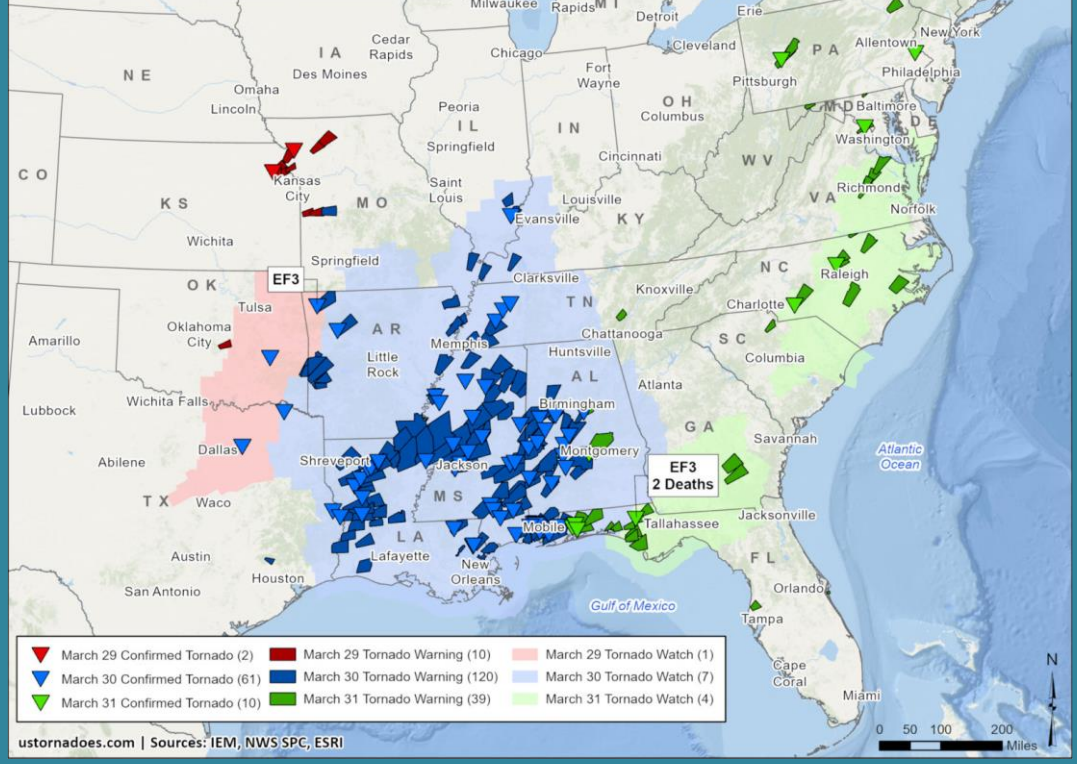 Milwaukee
Rapids
MI
Detroit
Erie
New York
Cedar
Rapids
IA
Des Moines
Chicago
Cleveland
PA
Allentown
NE
Omaha
Lincoln
Fort
Wayne
Pittsburgh
Philadelphia
Peoria
IL
Springfield
IN
OH
Columbus
MD
Baltimore
DE
Washington
CO
Kansas
City
Cincinnati
WV
KS
MO
Saint
Louis
Louisville
Evansville
KY
VA
Richmond
Norfolk
Wichita
Springfield
Clarksville
EF3
OK
Tulsa
TN
Knoxville
NC
Raleigh
Charlotte
Amarillo
Oklahoma
City
AR
Little
Rock
Memphis
Chattanooga
Huntsville
SC
Columbia
AL
Atlanta
Lubbock
Wichita Falls
Birmingham
GA
Abilene
Dallas
Shreveport
Jackson
Montgomery
Savannah
Atlantic
Ocean
EF3
2 Deaths
TX
Waco
MS
Mobile
Tallahassee
Jacksonville
Austin
LA
Lafayette
New
Orleans
FL
Houston
San Antonio
Orlando
Gulf of Mexico
Tampa
Cape
Coral
Miami
March 29 Confirmed Tornado (2)
March 29 Tornado Warning (10)
March 29 Tornado Watch (1)
March 30 Confirmed Tornado (61)
March 30 Tornado Warning (120)
March 30 Tornado Watch (7)
March 31 Confirmed Tornado (10)
March 31 Tornado Warning (39)
March 31 Tornado Watch (4)
N
0 50 100 200
Miles
ustornadoes.com | Sources: IEM, NWS SPC, ESRI